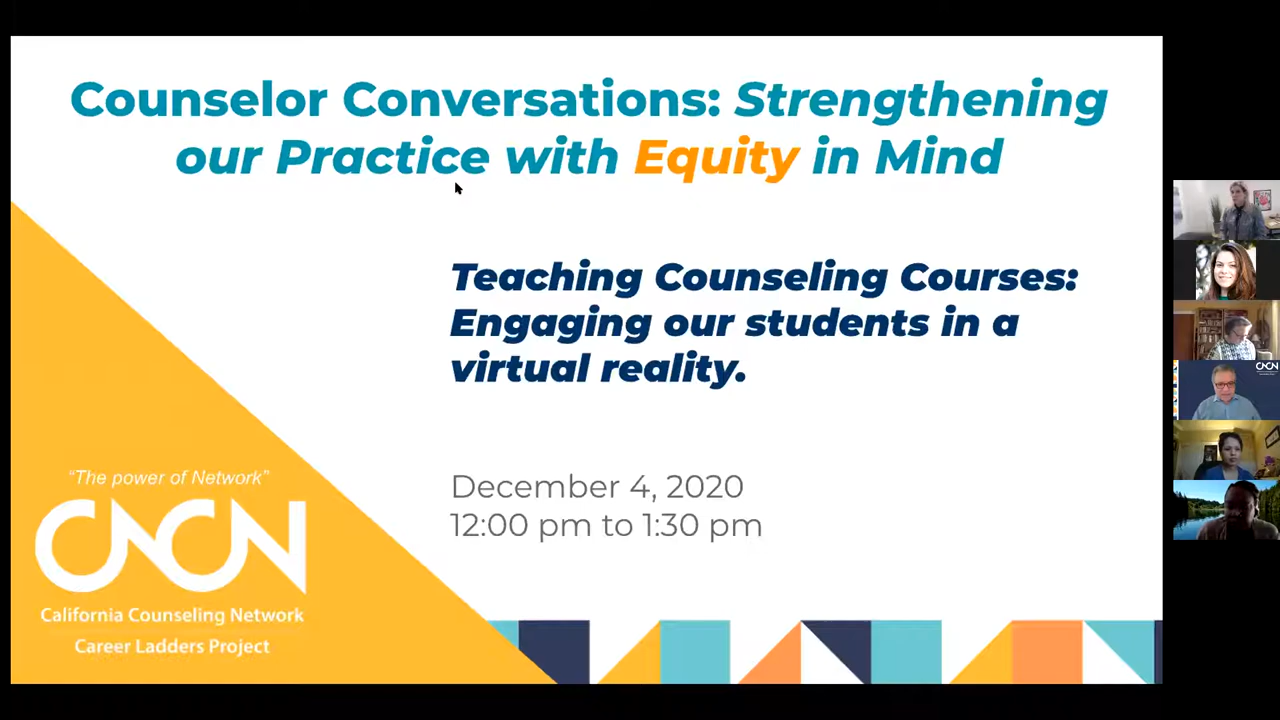 Counselor Conversations: Strengthening
our Practice with Equity in Mind
Teaching Counseling Courses:
Engaging our students in a
virtual reality.
December 4, 2020
12:00 pm to 1:30 pm
“The power of Network”
CACN
California Counseling Network
Career Ladders Project
CACN